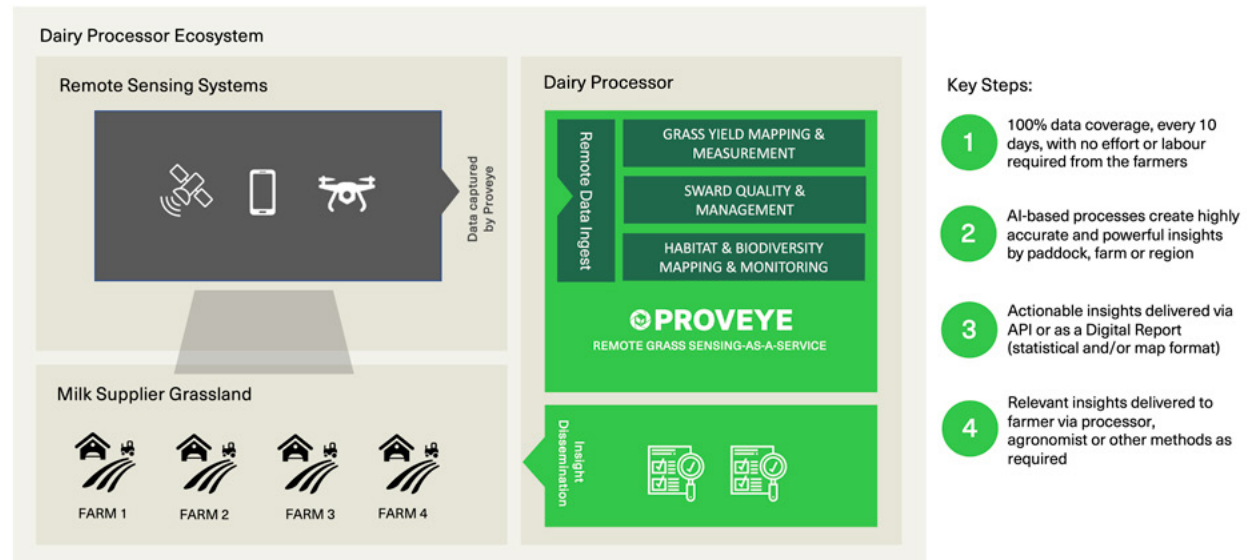 Dairy Processor Ecosystem
Remote Sensing Systems
Data captured
by Proveye
Milk Supplier Grassland
FARM 1
FARM 2
FARM 3
FARM 4
Dairy Processor
Remote Data Ingest
GRASS YIELD MAPPING &
MEASUREMENT
SWARD QUALITY &
MANAGEMENT
HABITAT & BIODIVERSITY
MAPPING & MONITORING
PROVEYE
REMOTE GRASS SENSING-AS-A-SERVICE
Insight
Dissemination
Key Steps:
1
100% data coverage, every 10
days, with no effort or labour
required from the farmers
2
AI-based processes create highly
accurate and powerful insights
by paddock, farm or region
3
Actionable insights delivered via
API or as a Digital Report
(statistical and/or map format)
4
Relevant insights delivered to
farmer via processor,
agronomist or other methods as
required